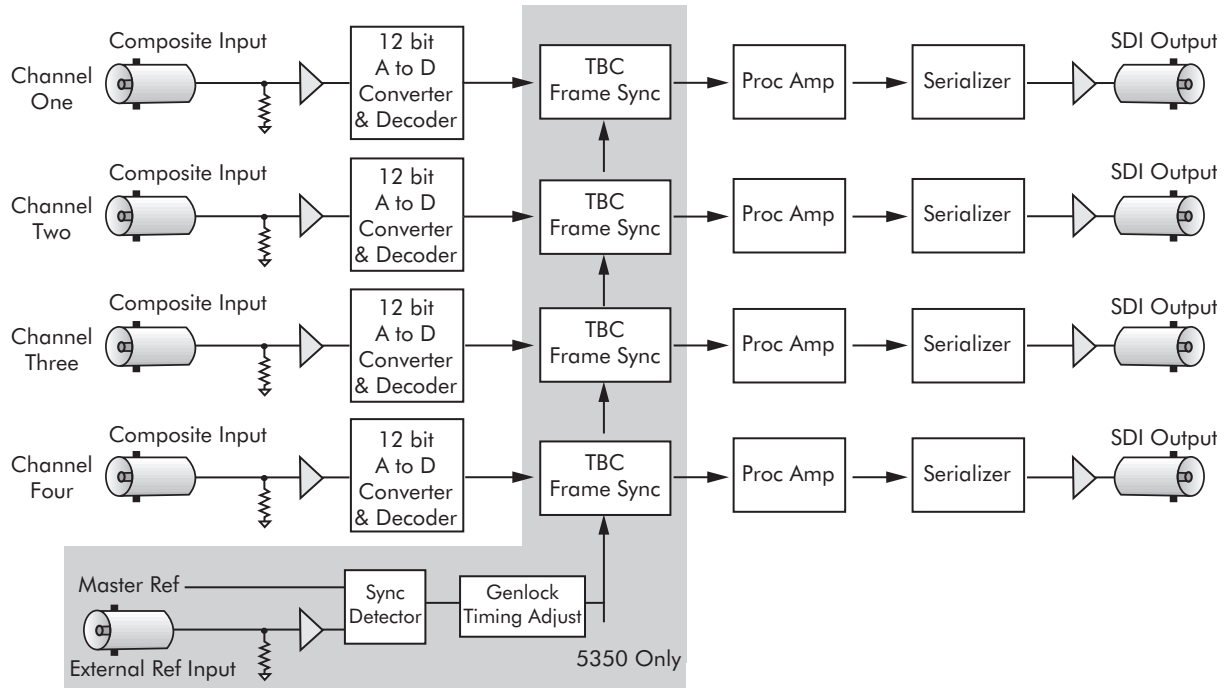 Composite Input
Channel
One
12 bit
A to D
Converter
& Decoder
TBC
Frame Sync
Proc Amp
Serializer
SDI Output
Composite Input
Channel
Two
12 bit
A to D
Converter
& Decoder
TBC
Frame Sync
Proc Amp
Serializer
SDI Output
Composite Input
Channel
Three
12 bit
A to D
Converter
& Decoder
TBC
Frame Sync
Proc Amp
Serializer
SDI Output
Composite Input
Channel
Four
12 bit
A to D
Converter
& Decoder
TBC
Frame Sync
Proc Amp
Serializer
SDI Output
Master Ref
Sync
Detector
Genlock
Timing Adjust
External Ref Input
5350 Only